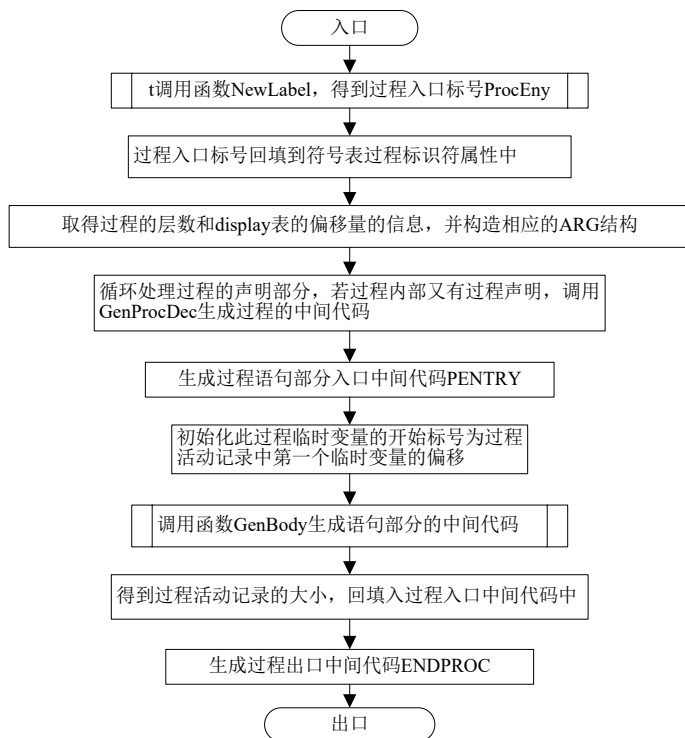 入口
t调用函数NewLabel，得到过程入口标号ProcEny
过程入口标号回填到符号表过程标识符属性中
取得过程的层数和display表的偏移量的信息，并构造相应的ARG结构
循环处理过程的声明部分，若过程内部又有过程声明，调用
GenProcDec生成过程的中间代码
生成过程语句部分入口中间代码PENTRY
初始化此过程临时变量的开始标号为过程
活动记录中第一个临时变量的偏移
调用函数GenBody生成语句部分的中间代码
得到过程活动记录的大小，回填入过程入口中间代码中
生成过程出口中间代码ENDPROC
出口